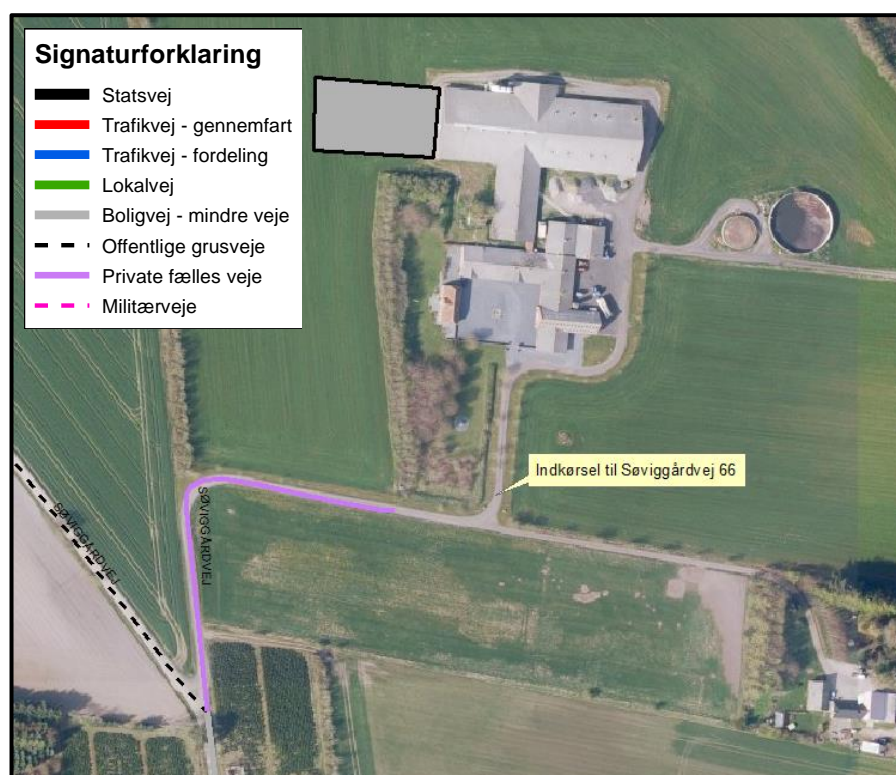 Signaturforklaring
Statsvej
Trafikvej - gennemfart
Trafikvej - fordeling
Lokalvej
Boligvej - mindre veje
Offentlige grusveje
Private fælles veje
Militærveje
Indkørsel til Søviggårdvej 66
SØVIGGÅRDVEJ
SØVIGGÅRDVEJ